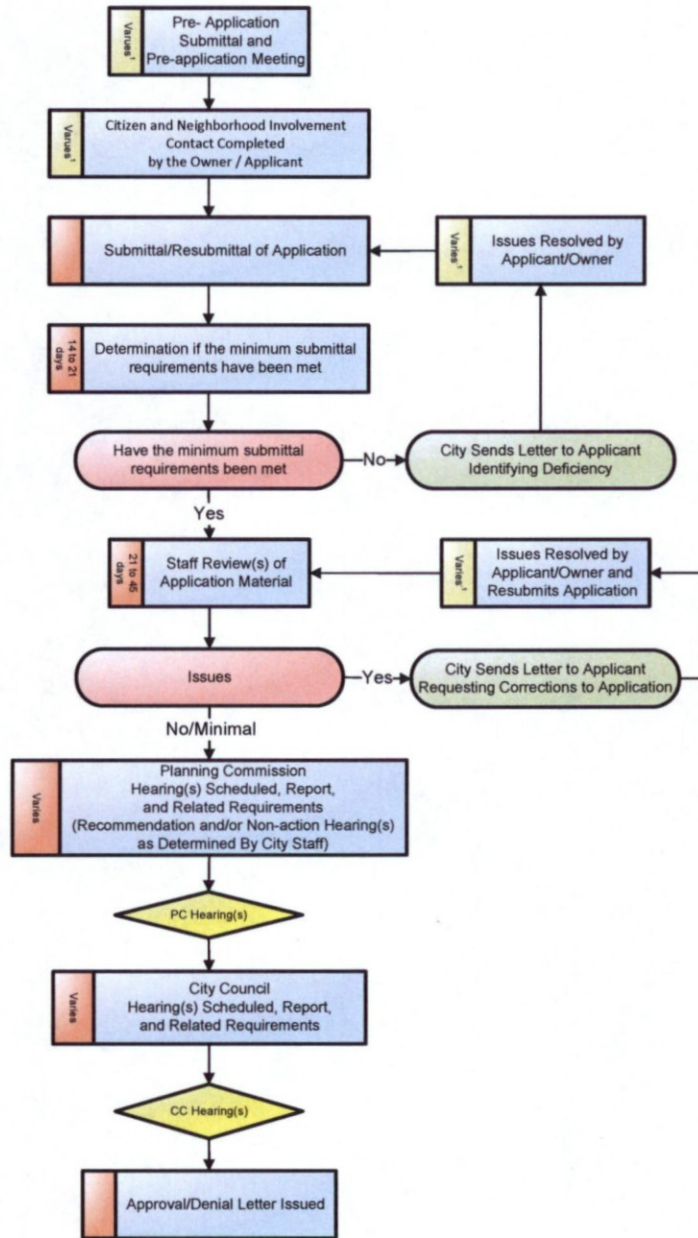 Varues¹
Pre- Application
Submittal and
Pre-application Meeting
Varues¹
Citizen and Neighborhood Involvement
Contact Completed
by the Owner / Applicant
Submittal/Resubmittal of Application
Varies¹
Issues Resolved by
Applicant/Owner
14 to 21
days
Determination if the minimum submittal
requirements have been met
Have the minimum submittal
requirements been met
No
City Sends Letter to Applicant
Identifying Deficiency
Yes
21 to 45
days
Staff Review(s) of
Application Material
Varies¹
Issues Resolved by
Applicant/Owner and
Resubmits Application
Issues
Yes
City Sends Letter to Applicant
Requesting Corrections to Application
No/Minimal
Varies
Planning Commission
Hearing(s) Scheduled, Report,
and Related Requirements
(Recommendation and/or Non-action Hearing(s)
as Determined By City Staff)
PC Hearing(s)
Varies
City Council
Hearing(s) Scheduled, Report,
and Related Requirements
CC Hearing(s)
Approval/Denial Letter Issued